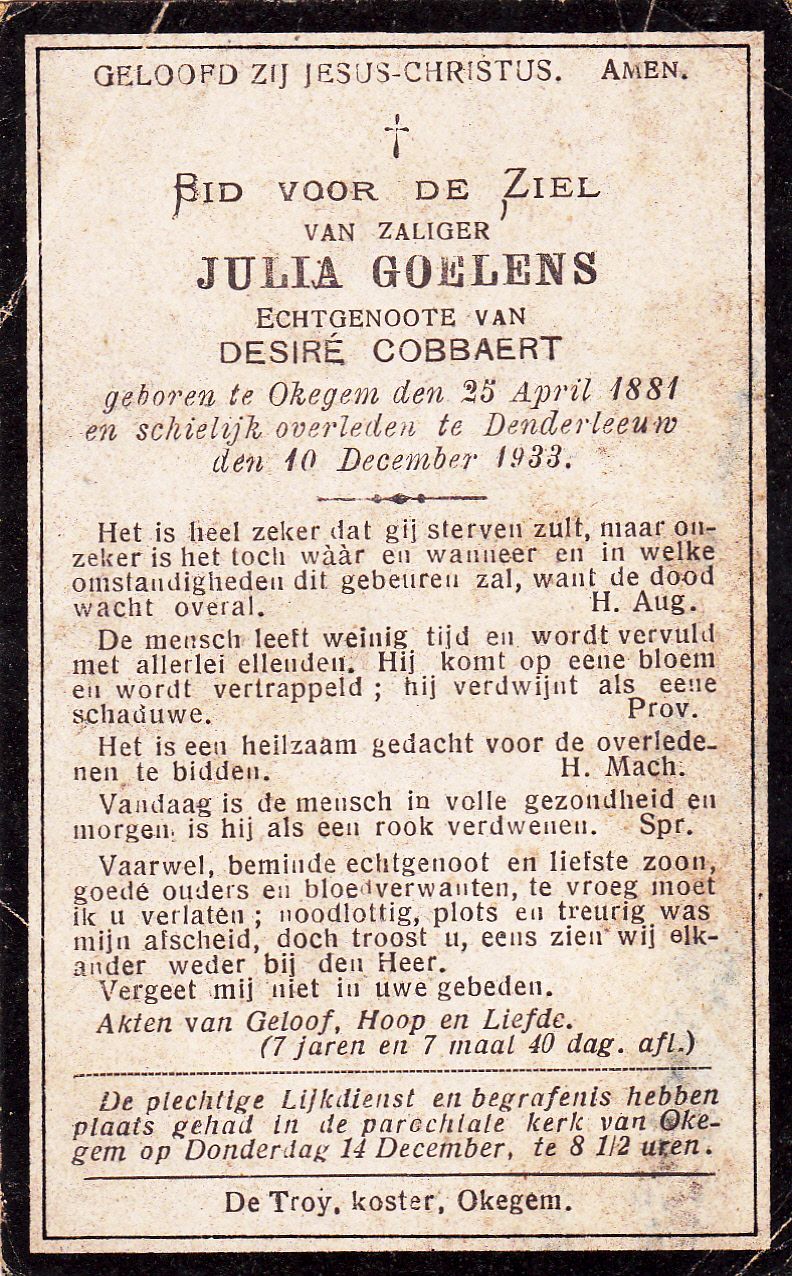 GELOOFD ZIJ JESUS-CHRISTUS. AMEN.
BID VOOR DE ZIEL
VAN ZALIGER
JULIA GOELENS
ECHTGENOOTE VAN
DESIRÉ COBBAERT
geboren te Okegem den 25 April 1881
en schielijk overleden te Denderleeuw
den 10 December 1933.
Het is heel zeker dat gij sterven zult, maar on-
zeker is het toch wààr en wanneer en in welke
omstandigheden dit gebeuren zal, want de dood
wacht overal. H. Aug.
De mensch leeft weinig tijd en wordt vervuld
met allerlei ellenden. Hij komt op eene bloem
en wordt vertrappeld ; hij verdwijnt als eene
schaduwe. Prov.
Het is een heilzaam gedacht voor de overlede-
nen te bidden. H. Mach.
Vandaag is de mensch in volle gezondheid en
morgen is hij als een rook verdwenen. Spr.
Vaarwel, beminde echtgenoot en liefste zoon,
goede ouders en bloedverwanten, te vroeg moet
ik u verlaten ; noodlottig, plots en treurig was
mijn afscheid, doch troost u, eens zien wij elk-
ander weder bij den Heer.
Vergeet mij niet in uwe gebeden.
Akten van Geloof, Hoop en Liefde.
(7 jaren en 7 maal 40 dag. afl.)
De plechtige Lijkdienst en begrafenis hebben
plaats gehad in de parochiale kerk van Oke-
gem op Donderdag 14 December, te 8 1/2 uren.
De Troy, koster, Okegem.